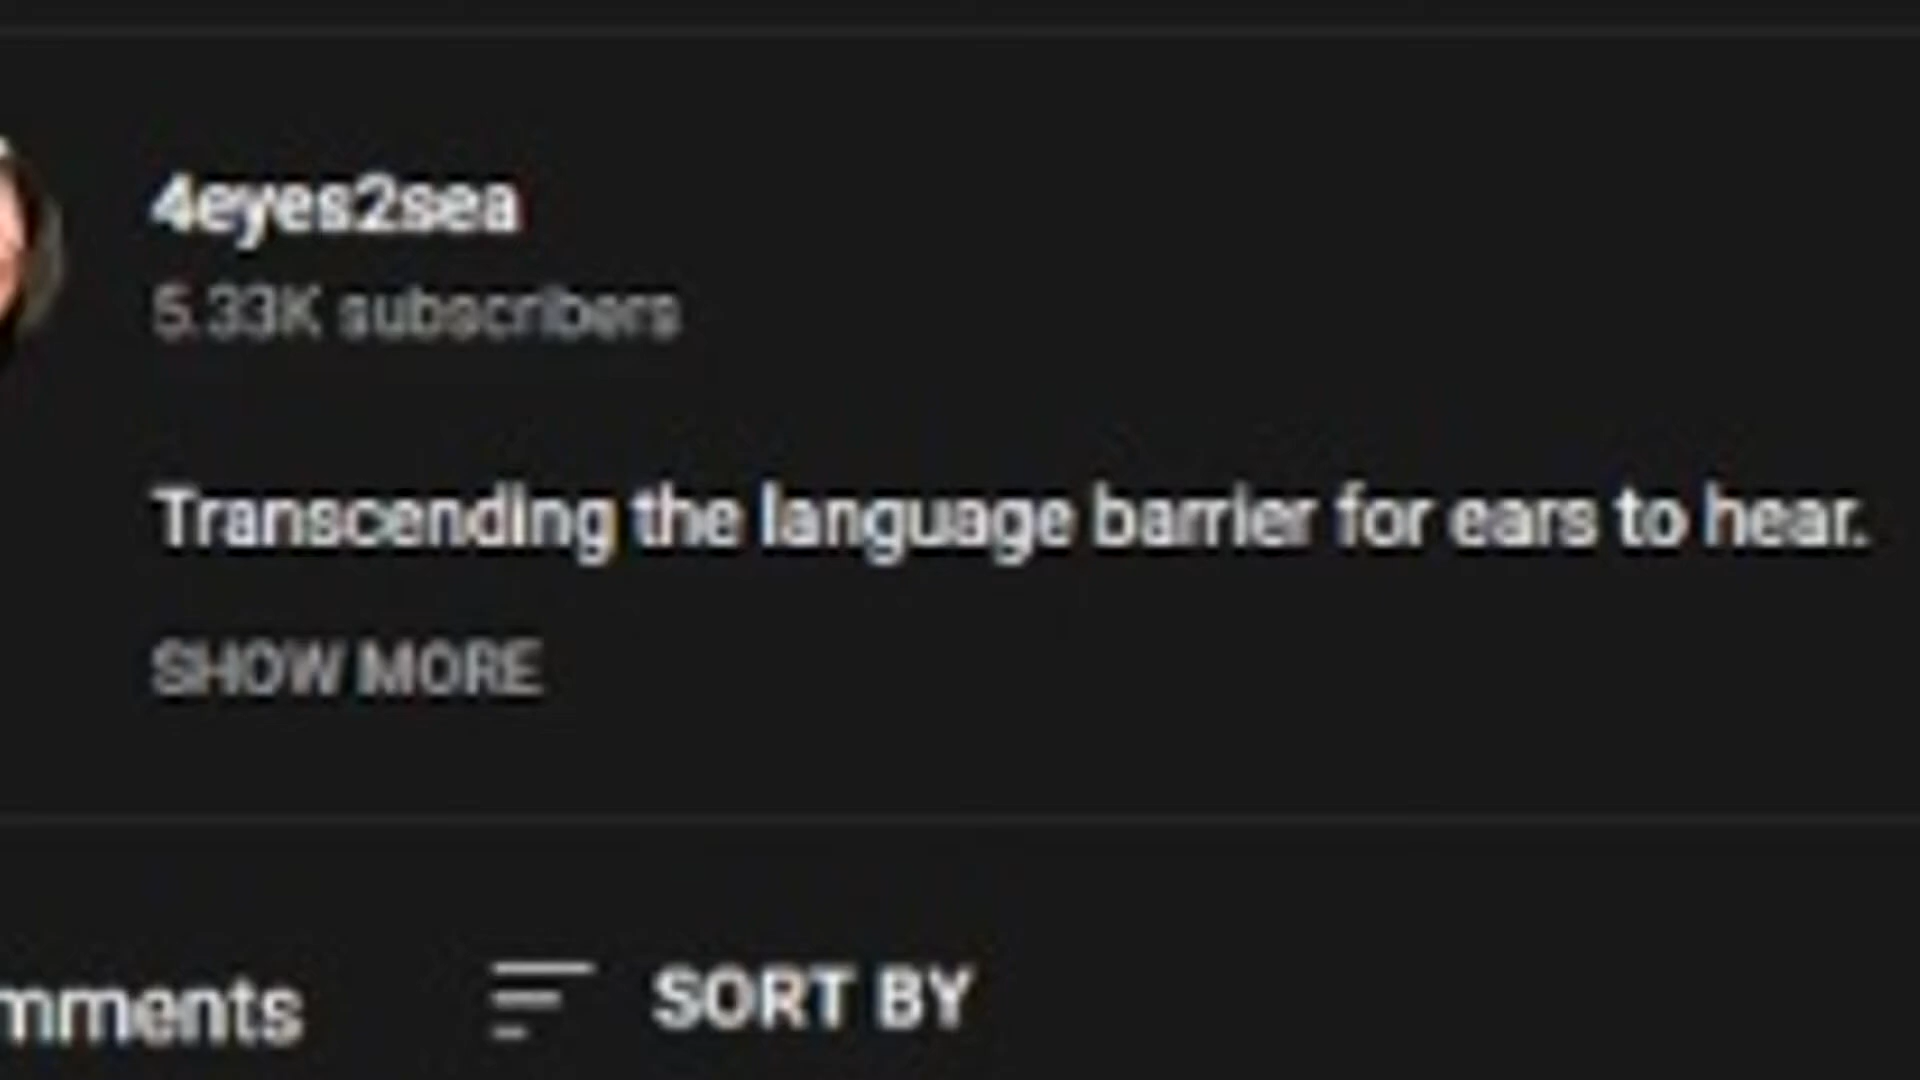 4eyes2sea
5.33K subscribers
Transcending the language barrier for ears to hear.
SHOW MORE
mments
SORT BY